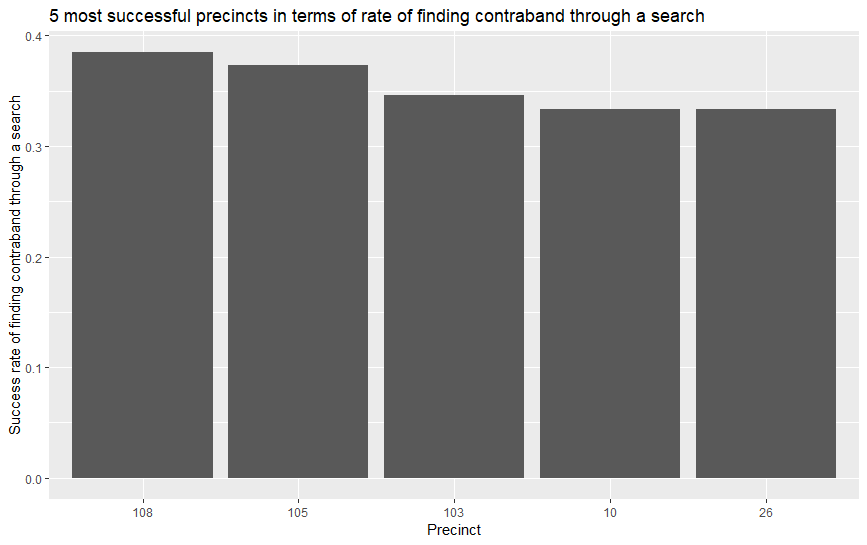 5 most successful precincts in terms of rate of finding contraband through a search
Success rate of finding contraband through a search
0.4
0.3
0.2
0.1
0.0
108 105 103 10 26
Precinct